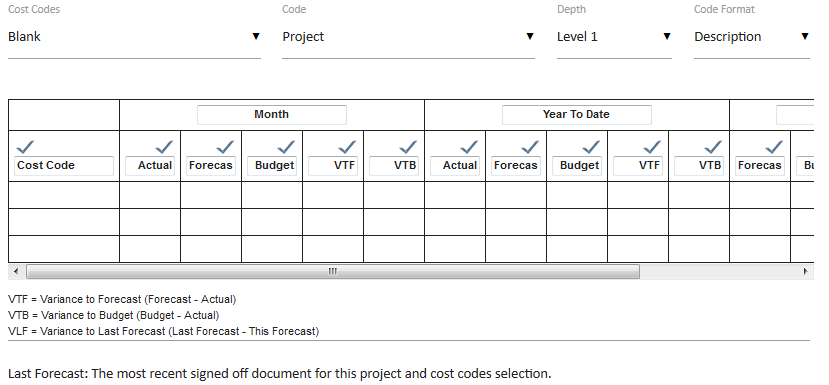 Cost Codes Code Depth Code Format
Blank Project Level 1 Description
Month Year To Date
Cost Code Actual Forecas Budget VTF VTB Actual Forecas Budget VTF VTB Forecas
VTF = Variance to Forecast (Forecast - Actual)
VTB = Variance to Budget (Budget - Actual)
VLF = Variance to Last Forecast (Last Forecast - This Forecast)
Last Forecast: The most recent signed off document for this project and cost codes selection.